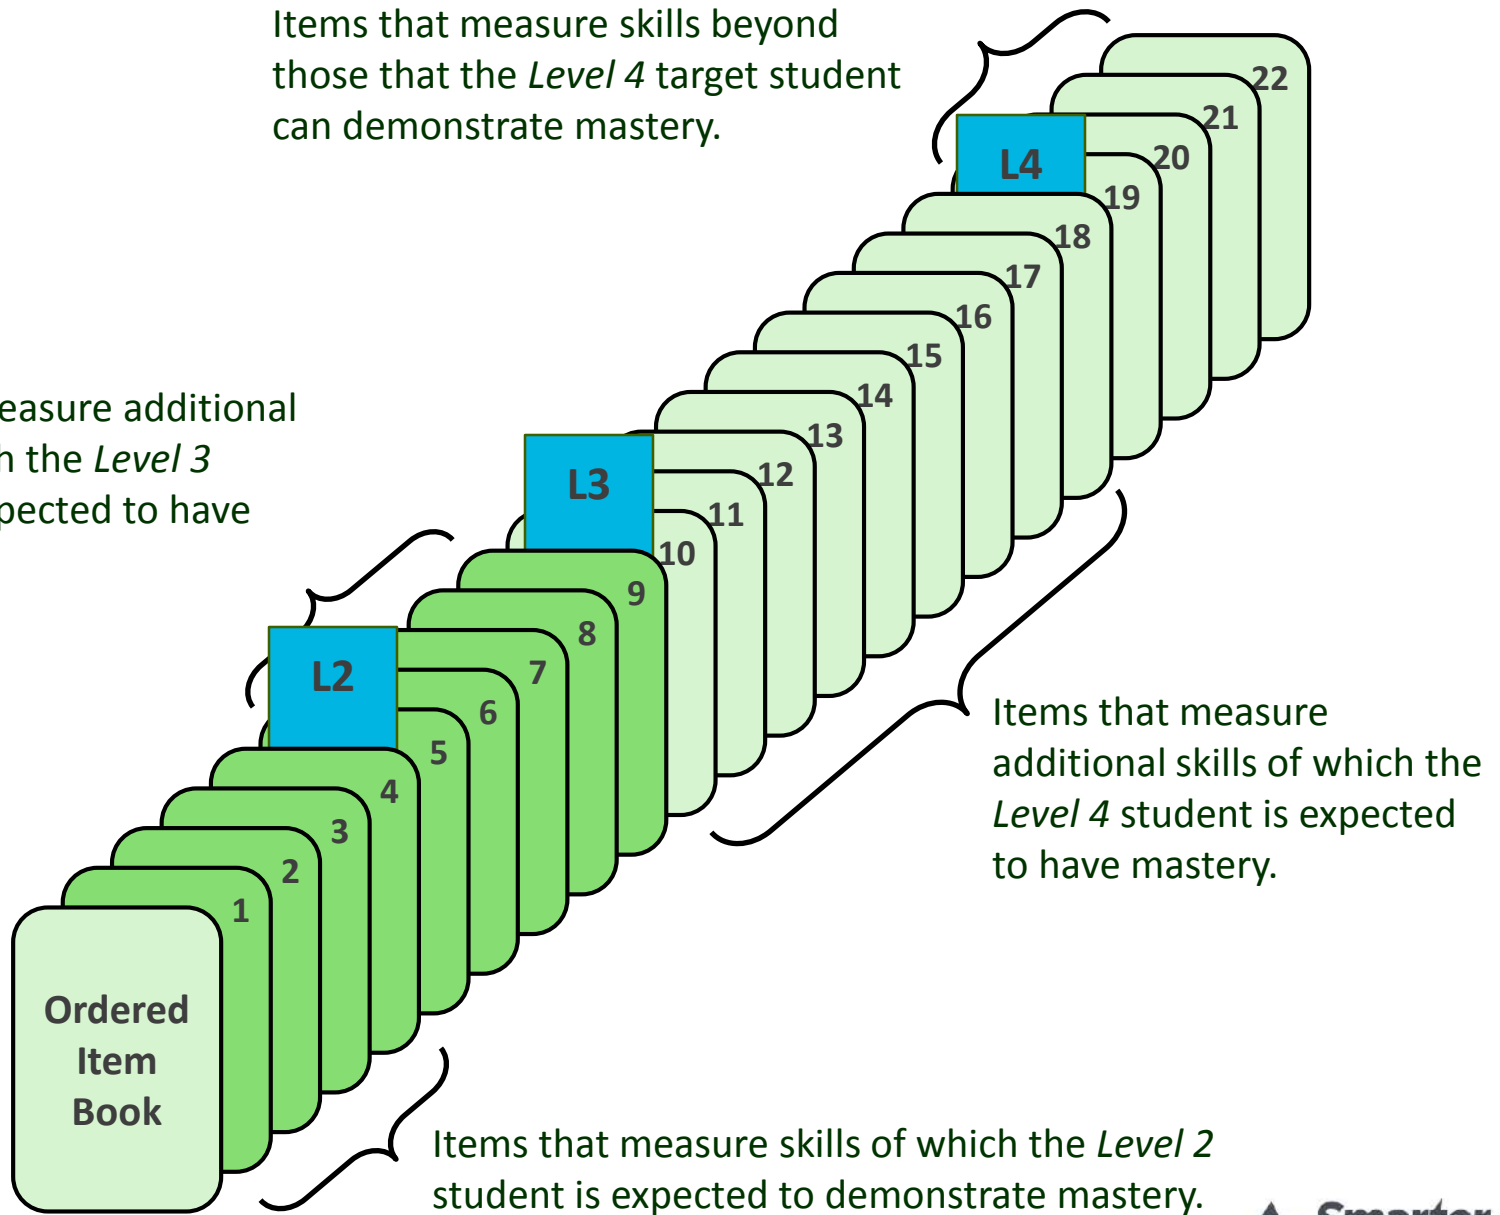 Items that measure skills beyond
those that the Level 4 target student
can demonstrate mastery.
22
21
L4
20
19
18
17
16
15
14
easure additional
h the Level 3
pected to have
13
L3
12
11
10
9
8
L2
7
6
5
Items that measure
additional skills of which the
Level 4 student is expected
to have mastery.
4
3
2
1
Ordered
Item
Book
Items that measure skills of which the Level 2
student is expected to demonstrate mastery.
Smarter